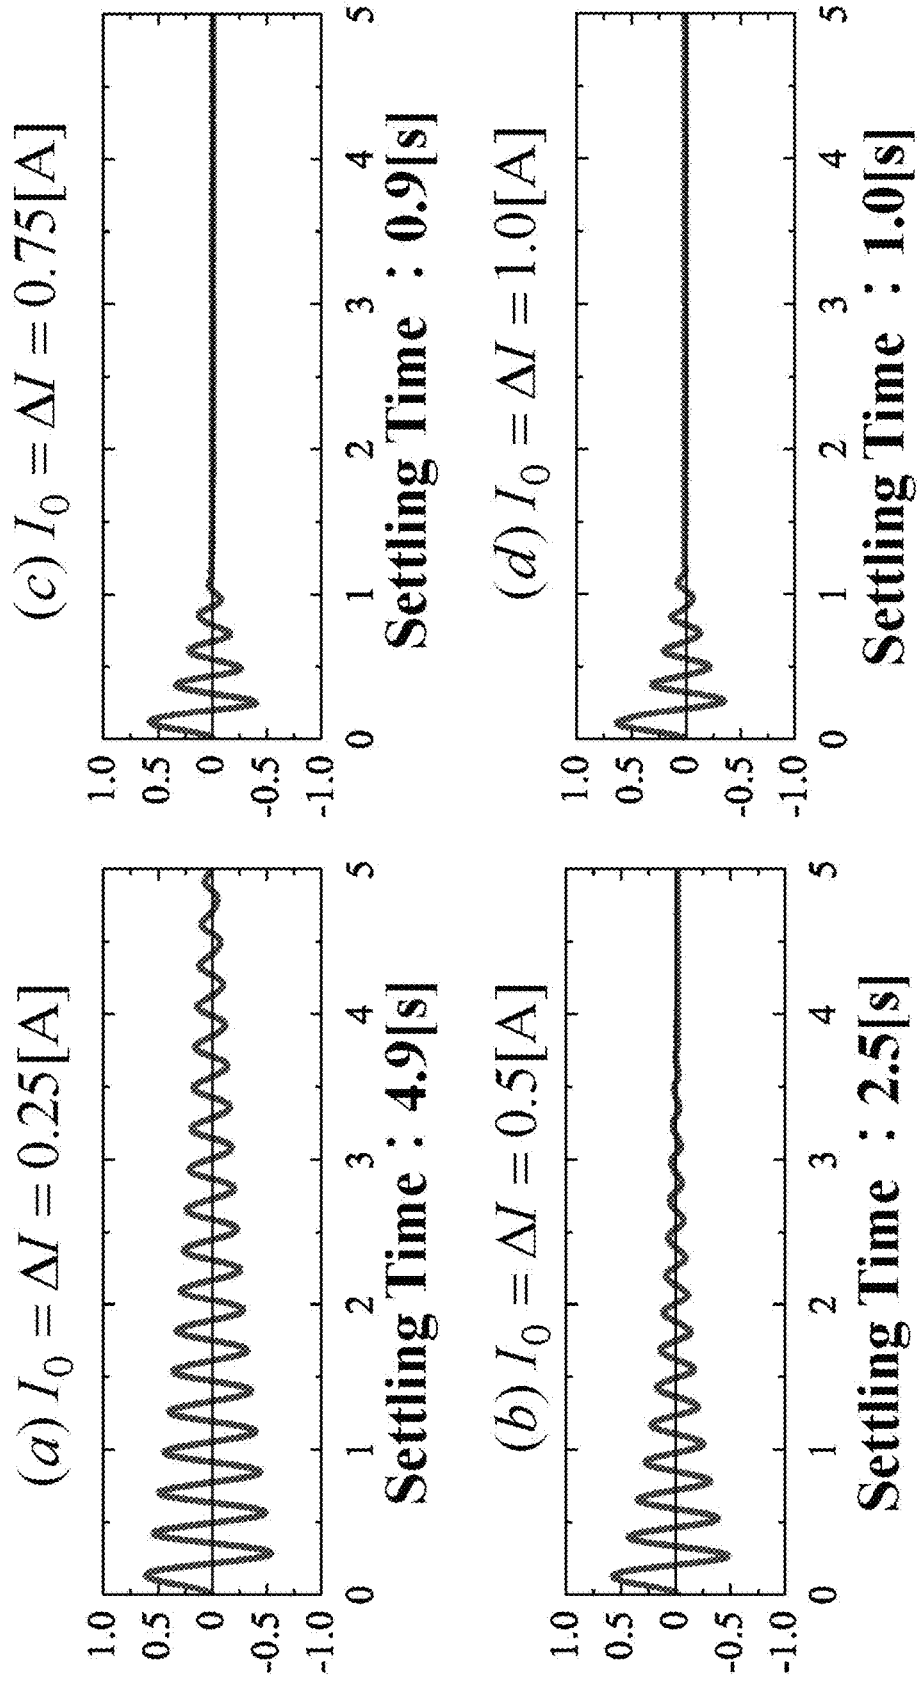 (a) I₀ = ΔI = 0.25[A]
1.0
0.5
0
-0.5
-1.0
0 1 2 3 4 5
Settling Time : 4.9[s]
(c) I₀ = ΔI = 0.75[A]
1.0
0.5
0
-0.5
-1.0
0 1 2 3 4 5
Settling Time : 0.9[s]
(b) I₀ = ΔI = 0.5[A]
1.0
0.5
0
-0.5
-1.0
0 1 2 3 4 5
Settling Time : 2.5[s]
(d) I₀ = ΔI = 1.0[A]
1.0
0.5
0
-0.5
-1.0
0 1 2 3 4 5
Settling Time : 1.0[s]